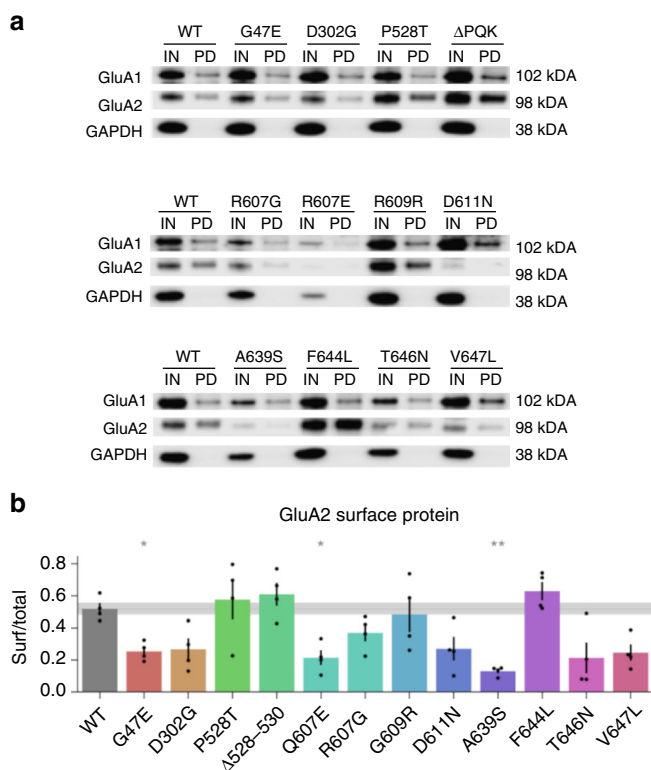 a
WT G47E D302G P528T ΔPQK
IN PD IN PD IN PD IN PD IN PD
GluA1 102 kDA
GluA2 98 kDA
GAPDH 38 kDA
WT R607G R607E R609R D611N
IN PD IN PD IN PD IN PD IN PD
GluA1 102 kDA
GluA2 98 kDA
GAPDH 38 kDA
WT A639S F644L T646N V647L
IN PD IN PD IN PD IN PD IN PD
GluA1 102 kDA
GluA2 98 kDA
GAPDH 38 kDA
b
GluA2 surface protein
* * **
Surf/total
0.8
0.6
0.4
0.2
0.0
WT G47E D302G P528T Δ528–530 Q607E R607G G609R D611N A639S F644L T646N V647L